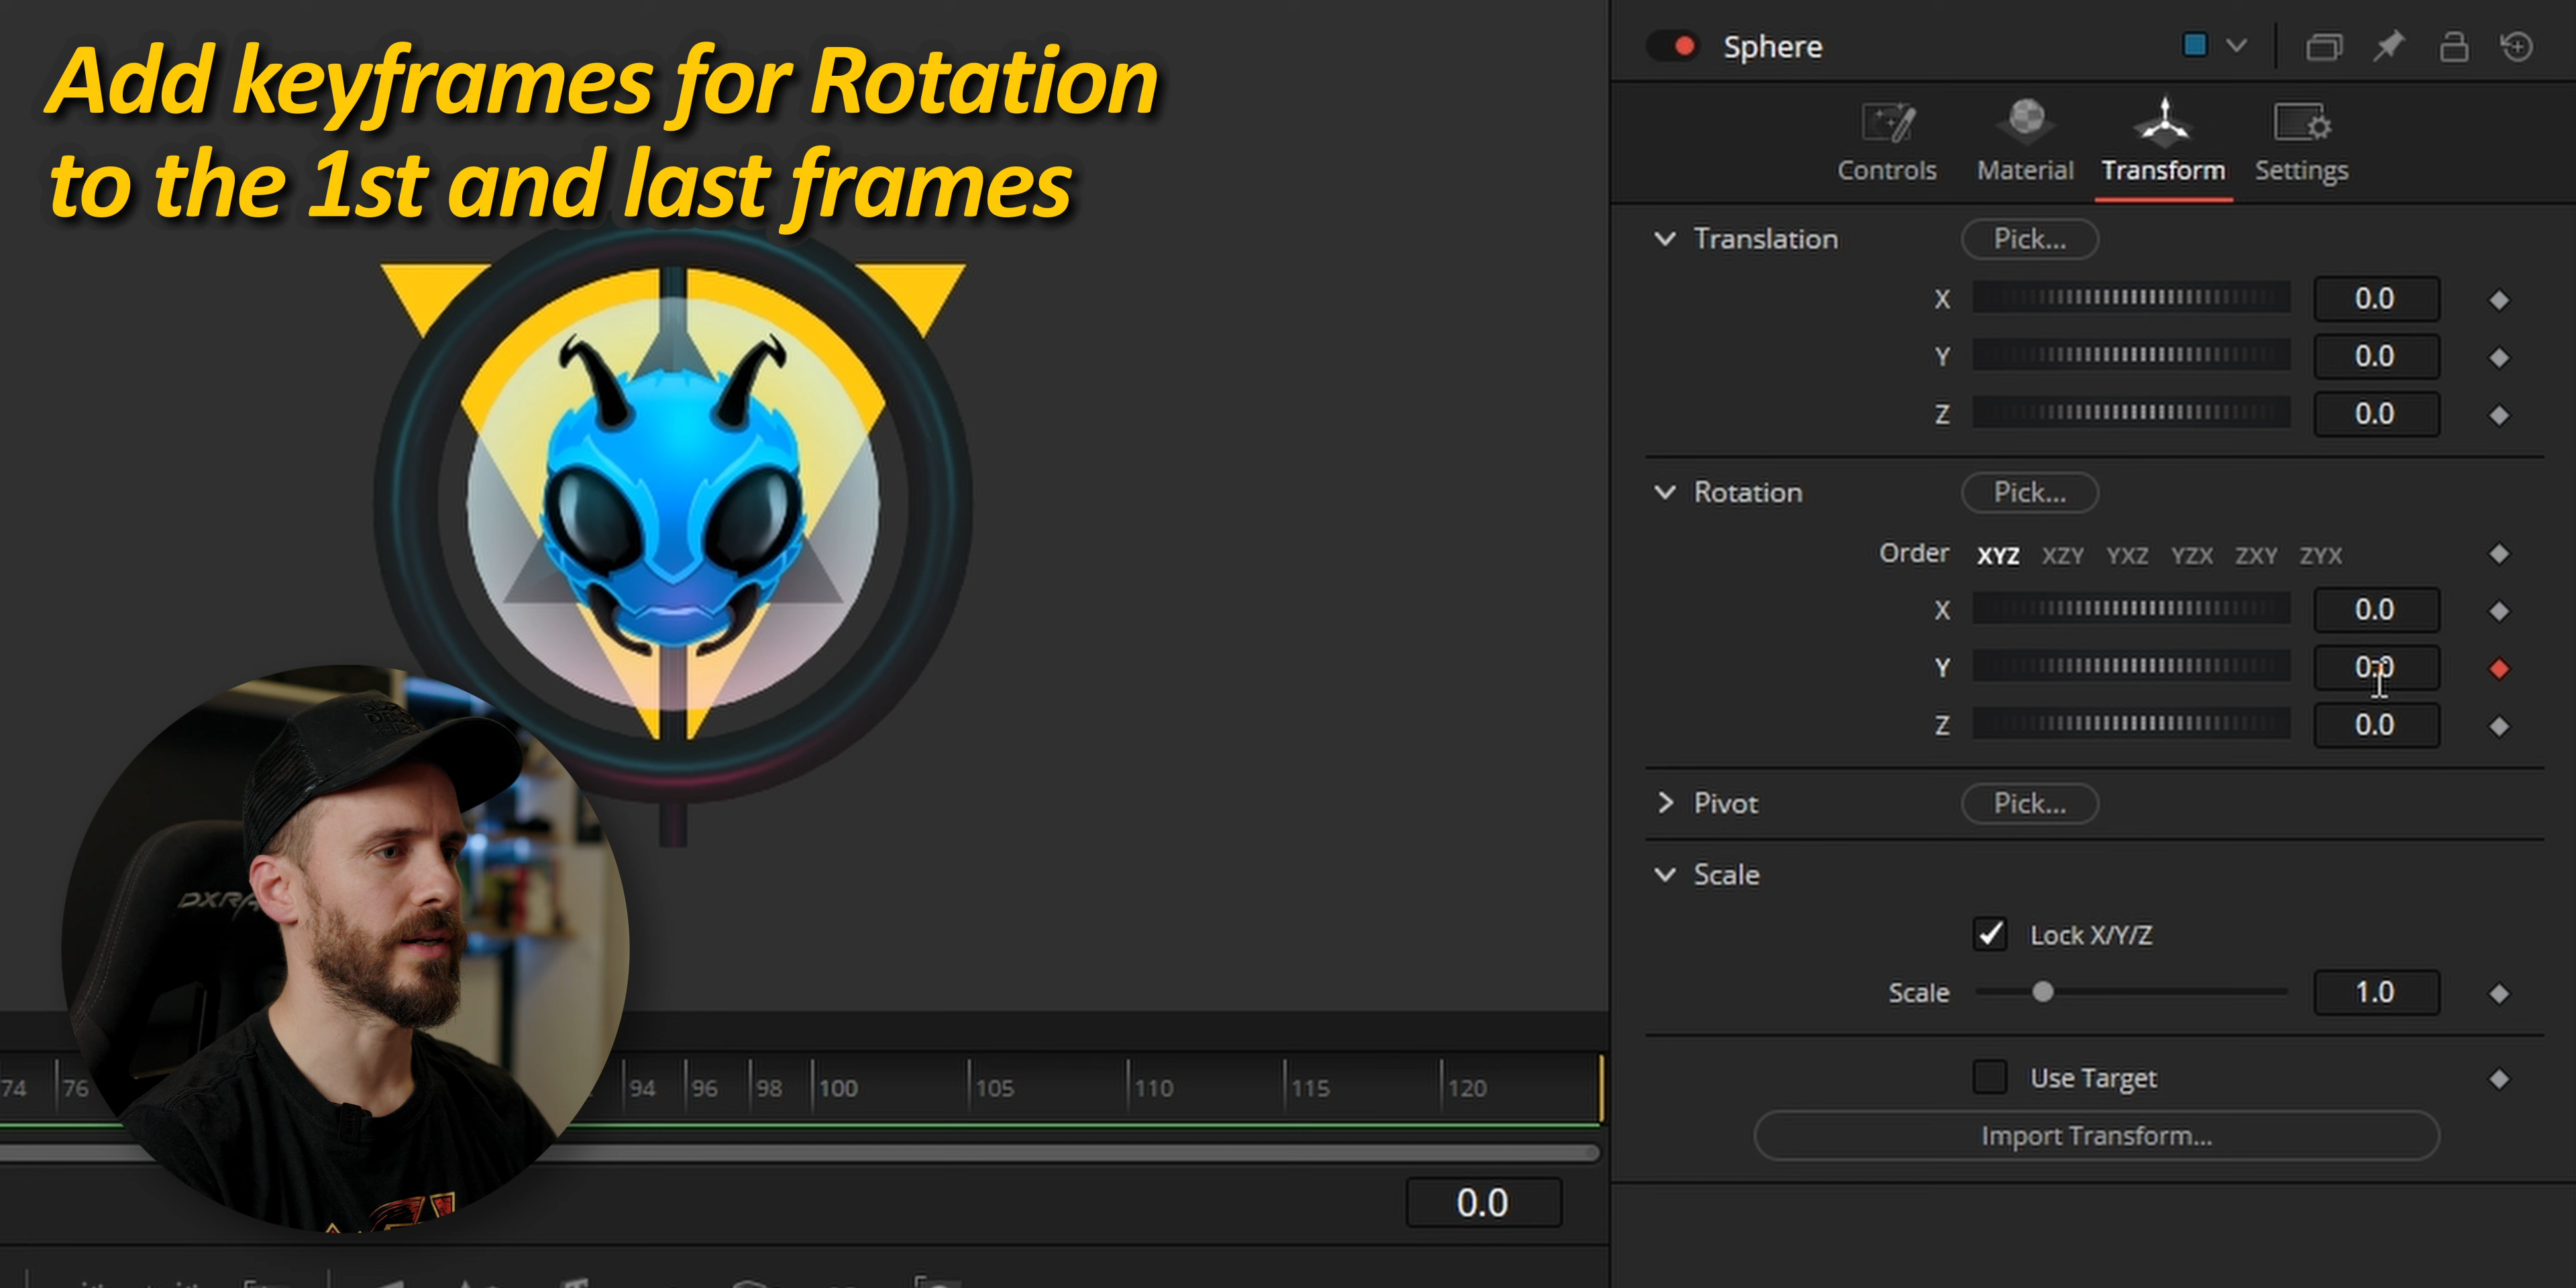 Add keyframes for Rotation
to the 1st and last frames
Sphere
Controls Material Transform Settings
Translation Pick...
X 0.0
Y 0.0
Z 0.0
Rotation Pick...
Order XYZ XZY YXZ YZX ZXY ZYX
X 0.0
Y 0.0
Z 0.0
Pivot Pick...
Scale
Lock X/Y/Z
Scale 1.0
Use Target
Import Transform...
74 76 94 96 98 100 105 110 115 120
0.0